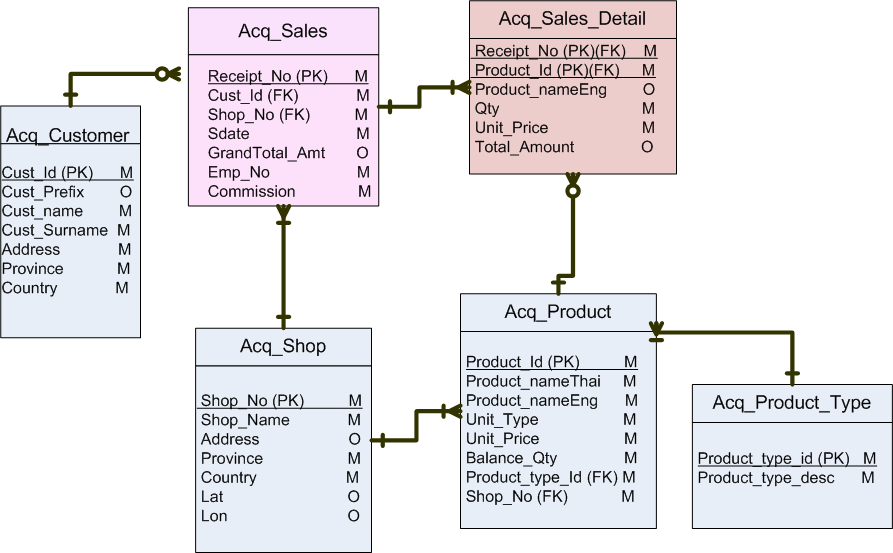 Acq_Sales
Receipt_No (PK) M
Cust_Id (FK) M
Shop_No (FK) M
Sdate M
GrandTotal_Amt O
Emp_No M
Commission M
Acq_Sales_Detail
Receipt_No (PK)(FK) M
Product_Id (PK)(FK) M
Product_nameEng O
Qty M
Unit_Price M
Total_Amount O
Acq_Customer
Cust_Id (PK) M
Cust_Prefix O
Cust_name M
Cust_Surname M
Address M
Province M
Country M
Acq_Shop
Shop_No (PK) M
Shop_Name M
Address O
Province M
Country M
Lat O
Lon O
Acq_Product
Product_Id (PK) M
Product_nameThai M
Product_nameEng M
Unit_Type M
Unit_Price M
Balance_Qty M
Product_type_Id (FK) M
Shop_No (FK) M
Acq_Product_Type
Product_type_id (PK) M
Product_type_desc M